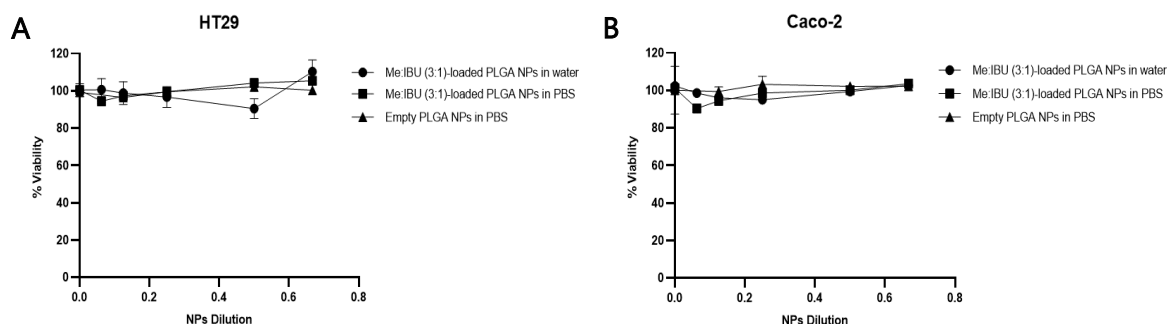 A
HT29
120
100
80
60
40
20
0
% Viability
0.0 0.2 0.4 0.6 0.8
NPs Dilution
Me:IBU (3:1)-loaded PLGA NPs in water
Me:IBU (3:1)-loaded PLGA NPs in PBS
Empty PLGA NPs in PBS
B
Caco-2
120
100
80
60
40
20
0
% Viability
0.0 0.2 0.4 0.6 0.8
NPs Dilution
Me:IBU (3:1)-loaded PLGA NPs in water
Me:IBU (3:1)-loaded PLGA NPs in PBS
Empty PLGA NPs in PBS